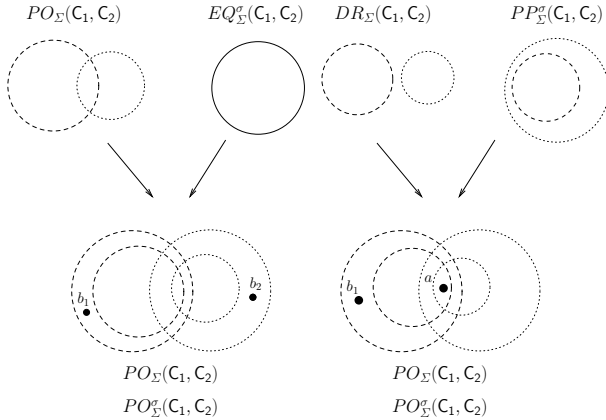 PO_Σ(C₁, C₂) EQ^σ_Σ(C₁, C₂) DR_Σ(C₁, C₂) PP^σ_Σ(C₁, C₂)
b₁ b₂ b₁ a
PO_Σ(C₁, C₂) PO_Σ(C₁, C₂)
PO^σ_Σ(C₁, C₂) PO^σ_Σ(C₁, C₂)